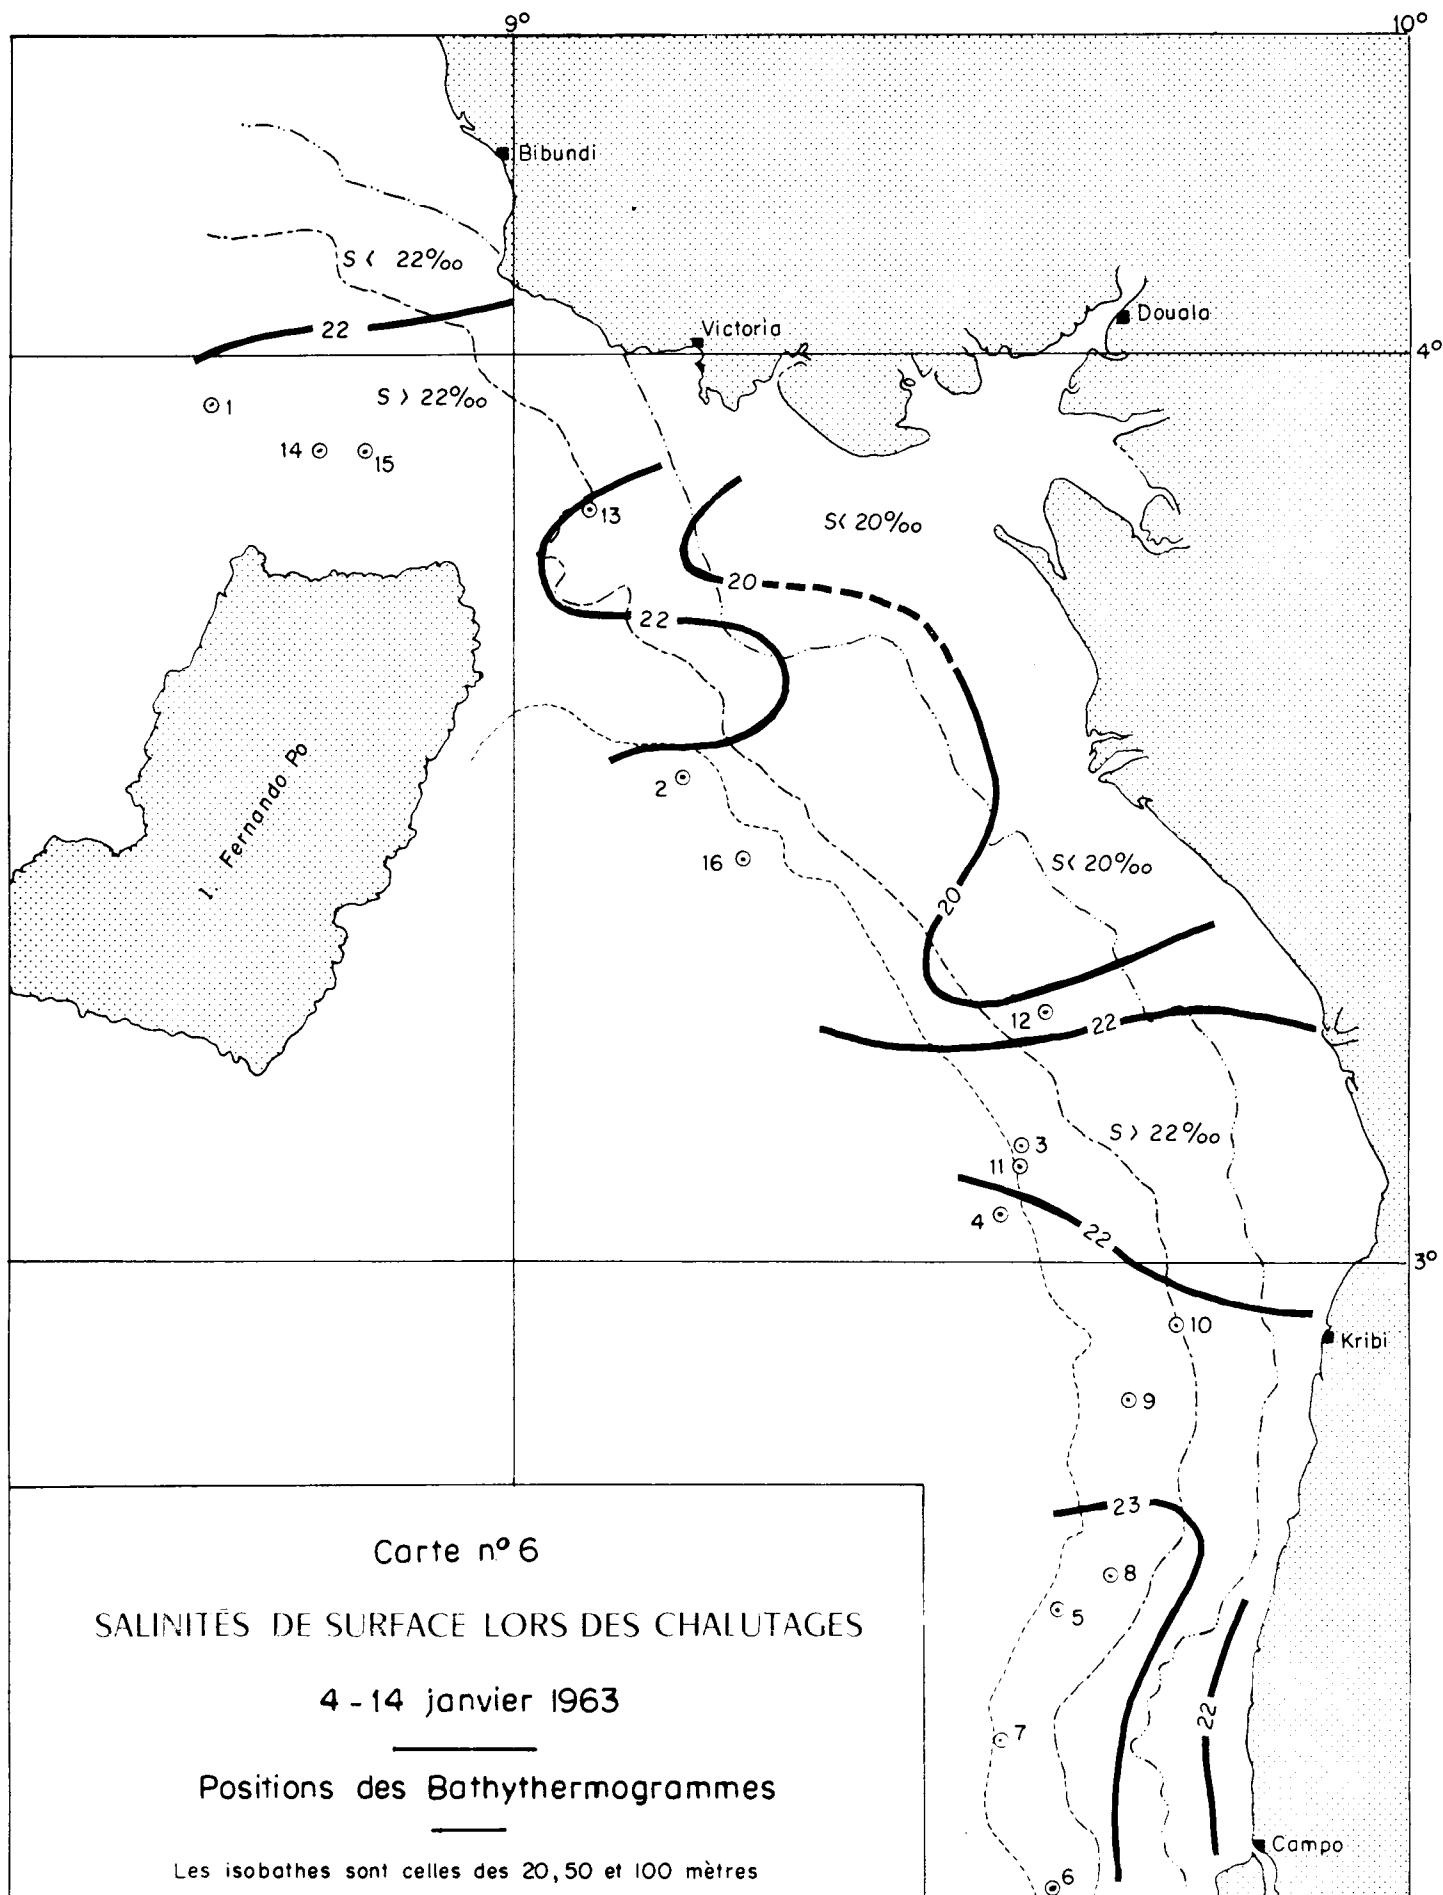 9°
10°
Bibundi
S < 22‰
22
Victoria
Douala
4°
S > 22‰
1
14
15
13
S< 20‰
20
22
I. Fernando Po
2
16
S< 20‰
20
12
22
3
S > 22‰
11
4
22
3°
10
Kribi
9
23
8
5
22
7
Campo
6
Carte n° 6
SALINITÉS DE SURFACE LORS DES CHALUTAGES
4 - 14 janvier 1963
Positions des Bathythermogrammes
Les isobathes sont celles des 20, 50 et 100 mètres